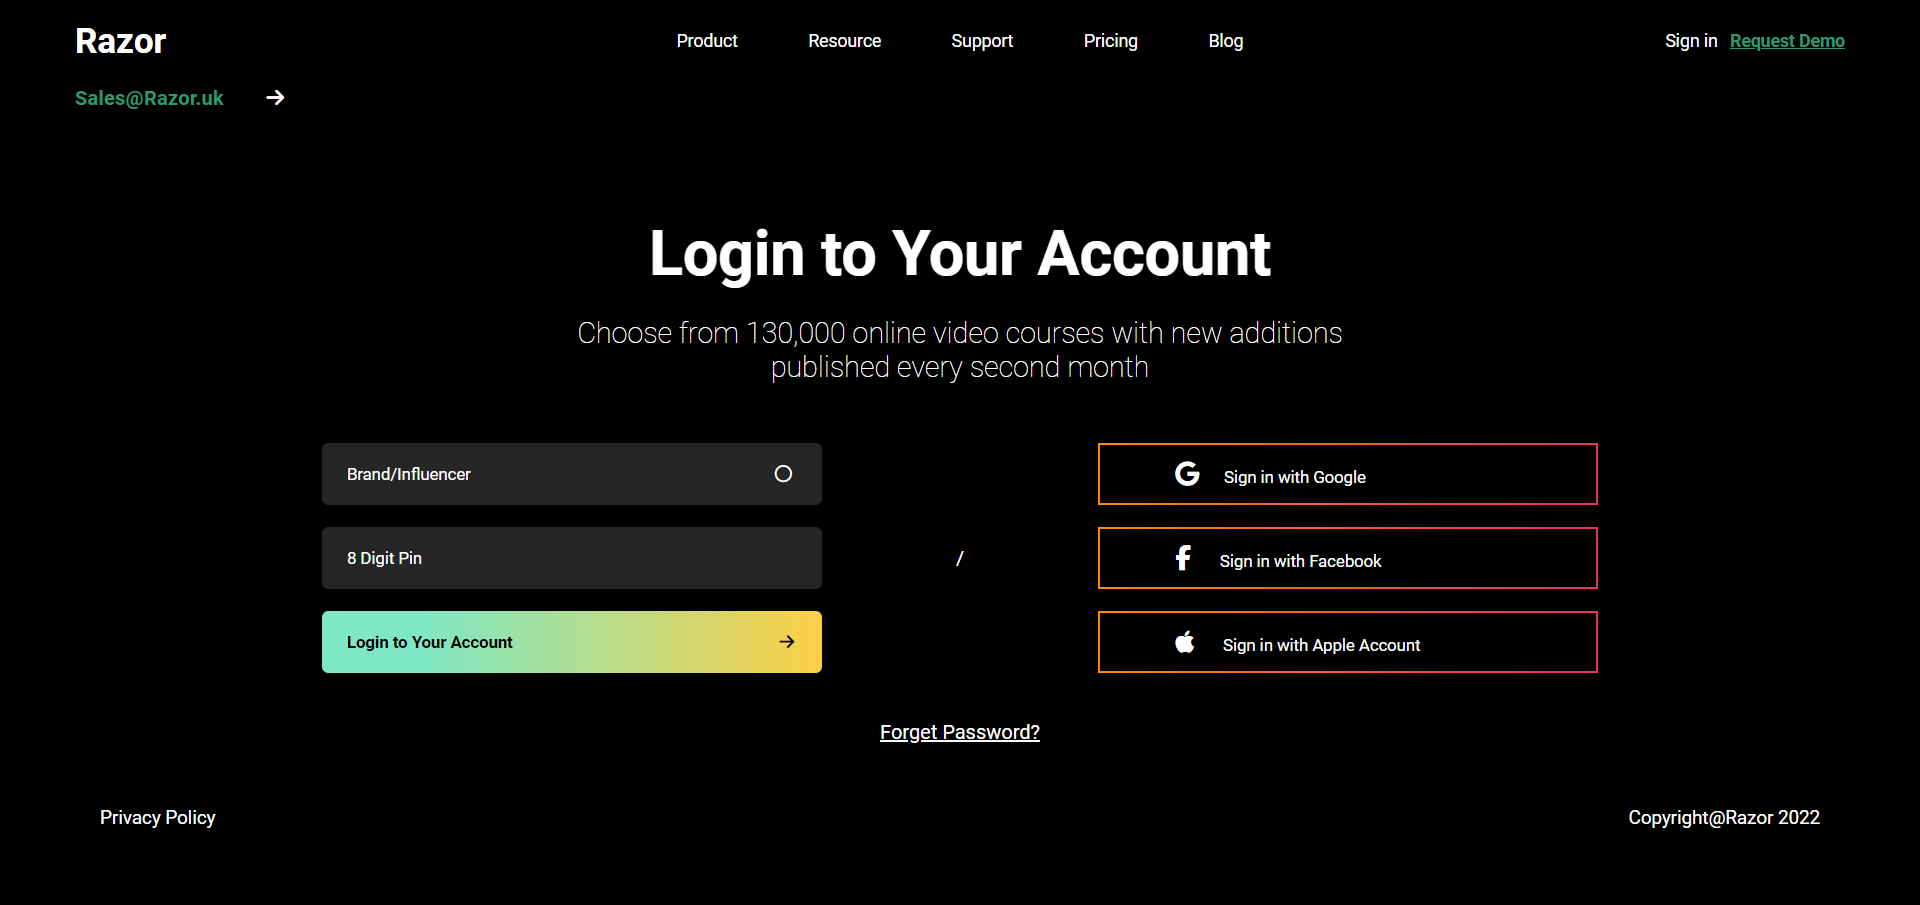 Razor
Product
Resource
Support
Pricing
Blog
Sign in
Request Demo
Sales@Razor.uk
Login to Your Account
Choose from 130,000 online video courses with new additions
published every second month
Brand/Influencer
8 Digit Pin
Login to Your Account
/
Sign in with Google
Sign in with Facebook
Sign in with Apple Account
Forget Password?
Privacy Policy
Copyright@Razor 2022